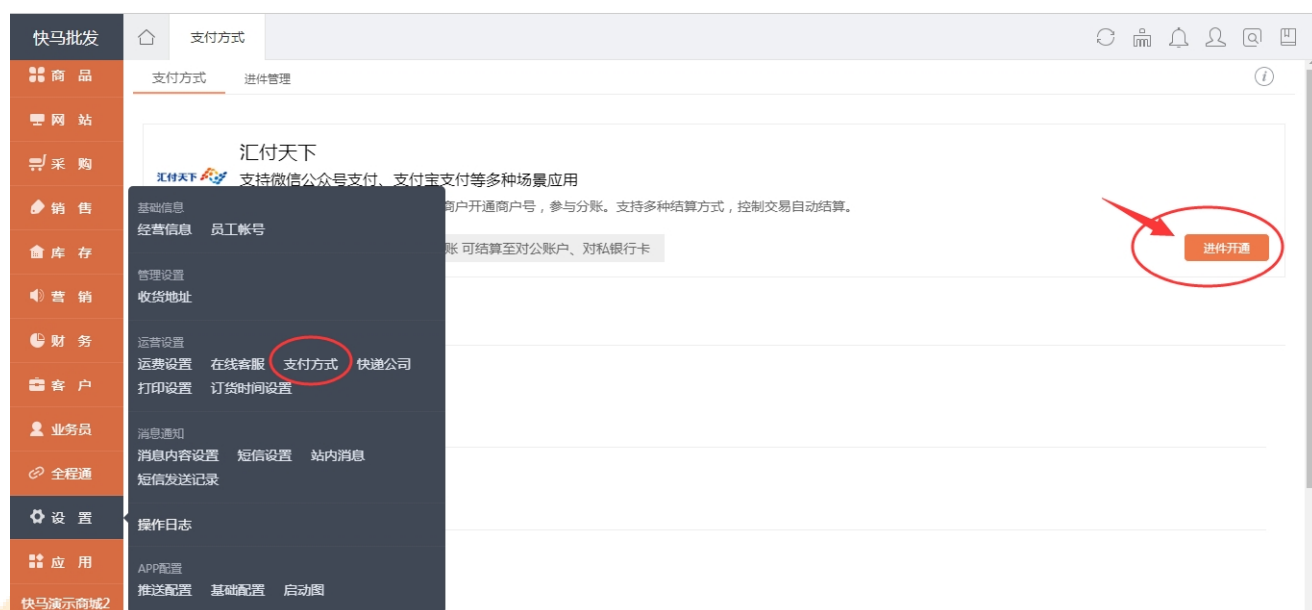 快马批发
支付方式
商 品
网 站
采 购
销 售
库 存
营 销
财 务
客 户
业务员
全程通
设 置
应 用
快马演示商城2
支付方式
进件管理
汇付天下
汇付天下
支持微信公众号支付、支付宝支付等多种场景应用
商户开通商户号，参与分账。支持多种结算方式，控制交易自动结算。
账 可结算至对公账户、对私银行卡
进件开通
基础信息
经营信息 员工帐号
管理设置
收货地址
运营设置
运费设置 在线客服 支付方式 快递公司
打印设置 订货时间设置
消息通知
消息内容设置 短信设置 站内消息
短信发送记录
操作日志
APP配置
推送配置 基础配置 启动图